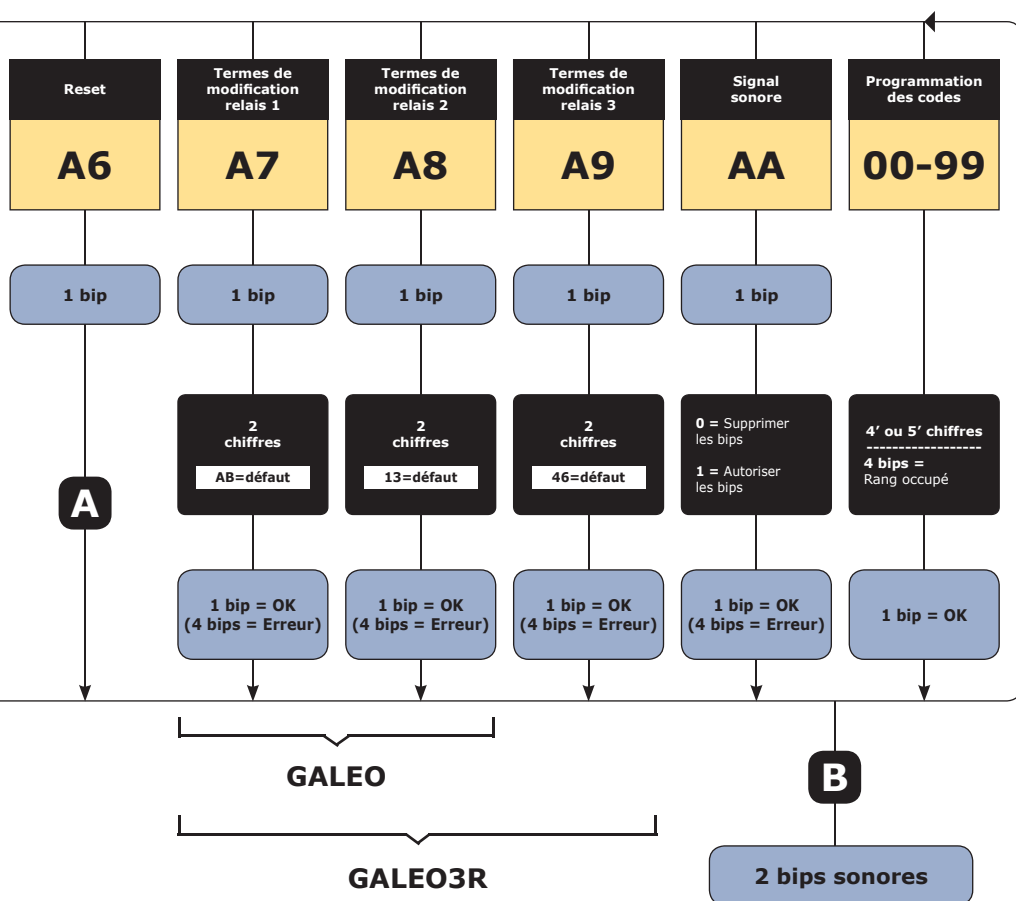 Reset
Termes de
modification
relais 1
Termes de
modification
relais 2
Termes de
modification
relais 3
Signal
sonore
Programmation
des codes
A6
A7
A8
A9
AA
00-99
1 bip
1 bip
1 bip
1 bip
1 bip
2
chiffres
AB=défaut
2
chiffres
13=défaut
2
chiffres
46=défaut
0 = Supprimer
les bips
1 = Autoriser
les bips
4’ ou 5’ chiffres
------------------
4 bips =
Rang occupé
A
1 bip = OK
(4 bips = Erreur)
1 bip = OK
(4 bips = Erreur)
1 bip = OK
(4 bips = Erreur)
1 bip = OK
(4 bips = Erreur)
1 bip = OK
GALEO
B
GALEO3R
2 bips sonores